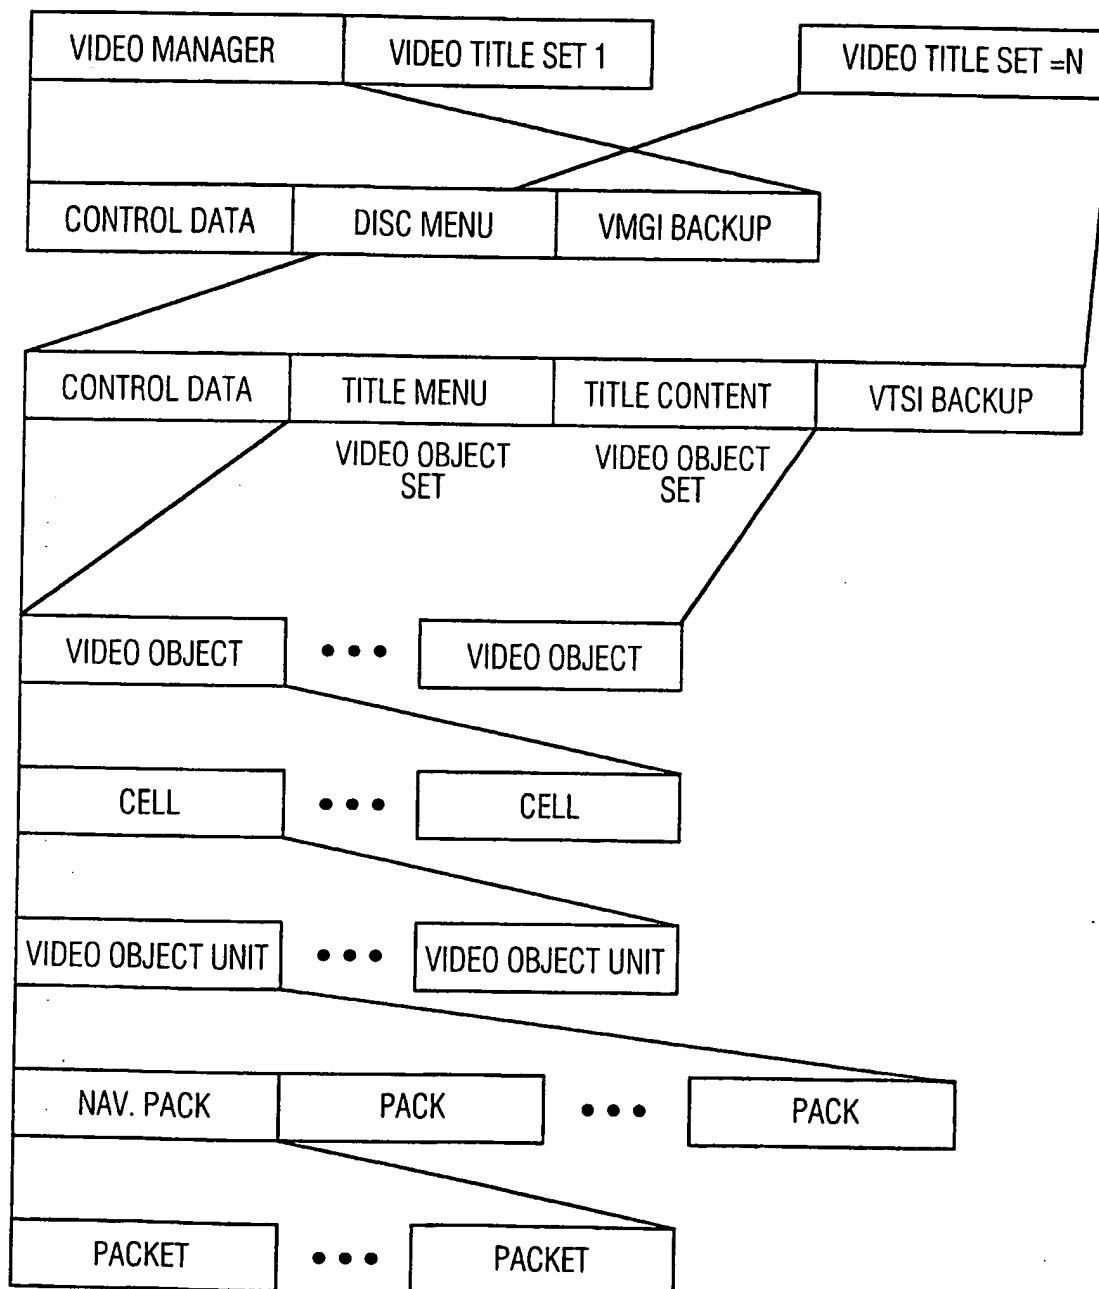 VIDEO MANAGER
VIDEO TITLE SET 1
VIDEO TITLE SET =N
CONTROL DATA
DISC MENU
VMGI BACKUP
CONTROL DATA
TITLE MENU
TITLE CONTENT
VTSI BACKUP
VIDEO OBJECT
SET
VIDEO OBJECT
SET
VIDEO OBJECT
VIDEO OBJECT
CELL
CELL
VIDEO OBJECT UNIT
VIDEO OBJECT UNIT
NAV. PACK
PACK
PACK
PACKET
PACKET